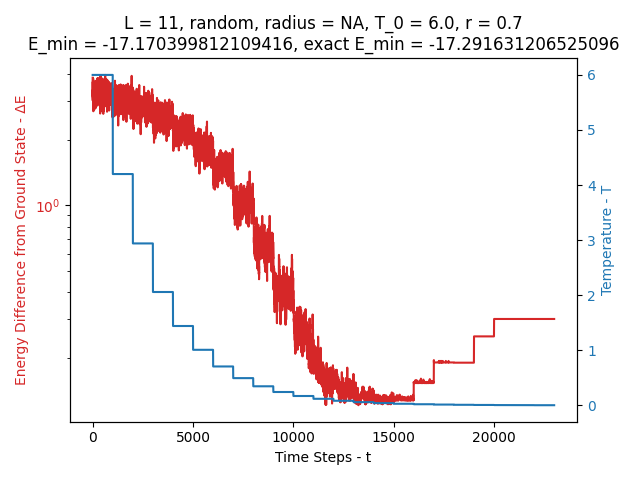 L = 11, random, radius = NA, T_0 = 6.0, r = 0.7
E_min = -17.170399812109416, exact E_min = -17.291631206525096
Energy Difference from Ground State - ΔE
10⁰
0
5000
10000
15000
20000
Time Steps - t
6
5
4
3
2
1
0
Temperature - T